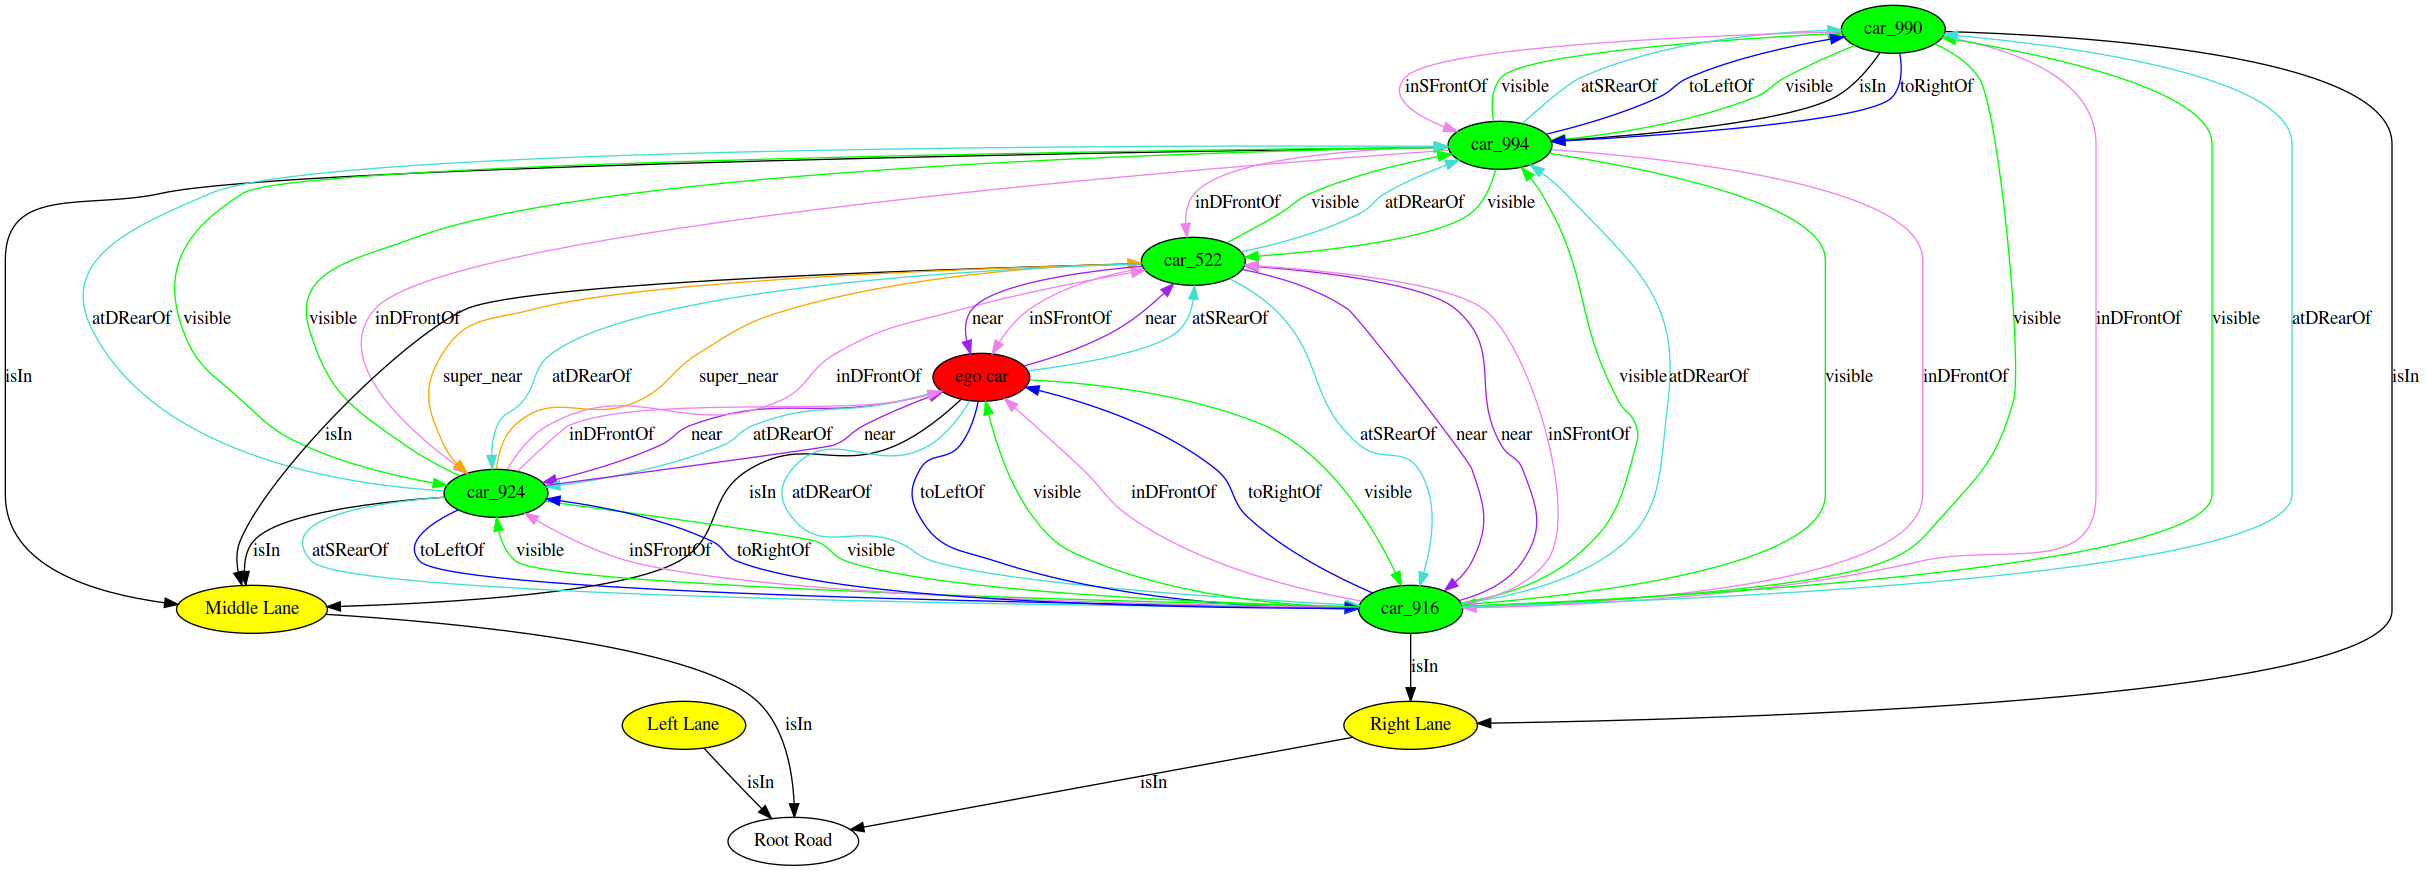 car_990
inSFrontOf visible atSRearOf toLeftOf visible isIn toRightOf
car_994
inDFrontOf visible atDRearOf visible
car_522
atDRearOf visible visible inDFrontOf near inSFrontOf near atSRearOf visible inDFrontOf visible atDRearOf
isIn super_near atDRearOf super_near inDFrontOf ego car visible atDRearOf visible inDFrontOf isIn
isIn inDFrontOf near atDRearOf near atSRearOf near near inSFrontOf
car_924 isIn atDRearOf toLeftOf visible inDFrontOf toRightOf visible
isIn atSRearOf toLeftOf visible inSFrontOf toRightOf visible
Middle Lane car_916
isIn
Left Lane isIn Right Lane
isIn isIn
Root Road